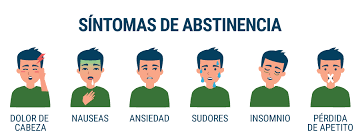 SÍNTOMAS DE ABSTINENCIA
DOLOR DE
CABEZA
NAUSEAS
ANSIEDAD
SUDORES
INSOMNIO
PÉRDIDA
DE APETITO